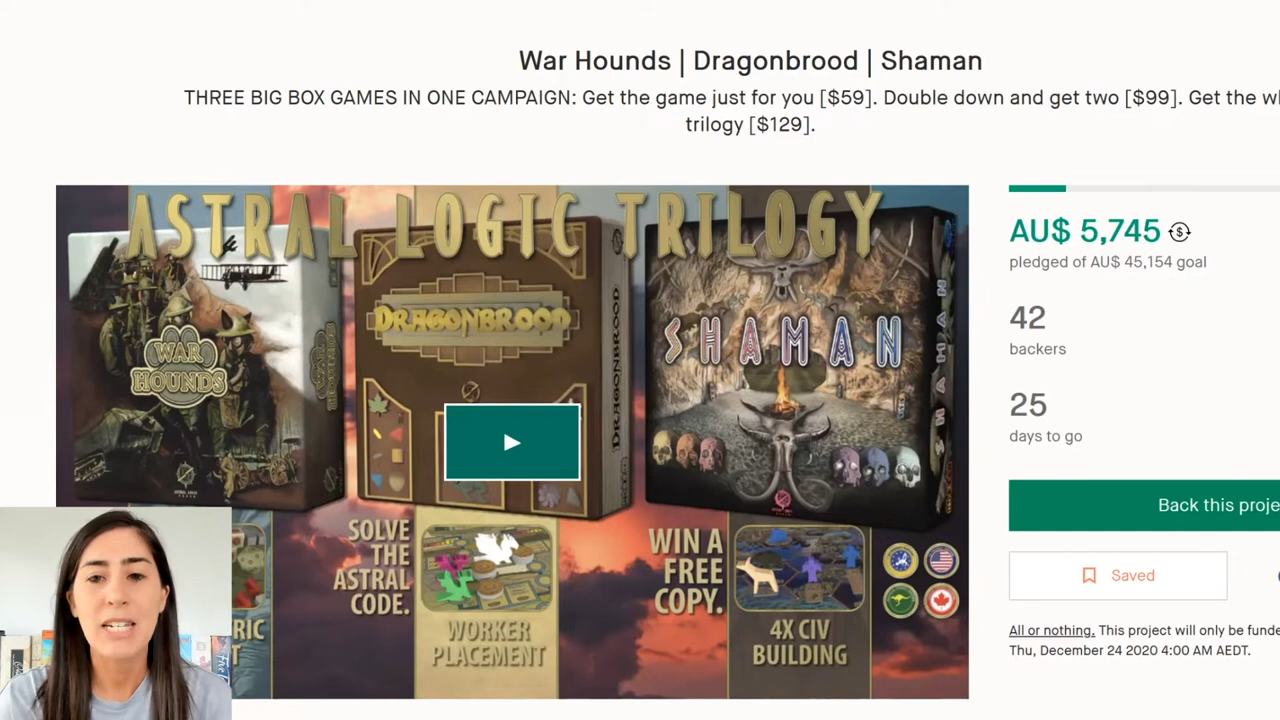 War Hounds | Dragonbrood | Shaman
THREE BIG BOX GAMES IN ONE CAMPAIGN: Get the game just for you [$59]. Double down and get two [$99]. Get the
trilogy [$129].
ASTRAL LOGIC TRILOGY
WAR
HOUNDS
DRAGONBROOD
DRAGONBROOD
SHAMAN
SHAMAN
SOLVE
THE
ASTRAL
CODE.
WORKER
PLACEMENT
WIN A
FREE
COPY.
4X CIV
BUILDING
AU$ 5,745
pledged of AU$ 45,154 goal
42
backers
25
days to go
Back this proje
Saved
All or nothing. This project will only be funde
Thu, December 24 2020 4:00 AM AEDT.